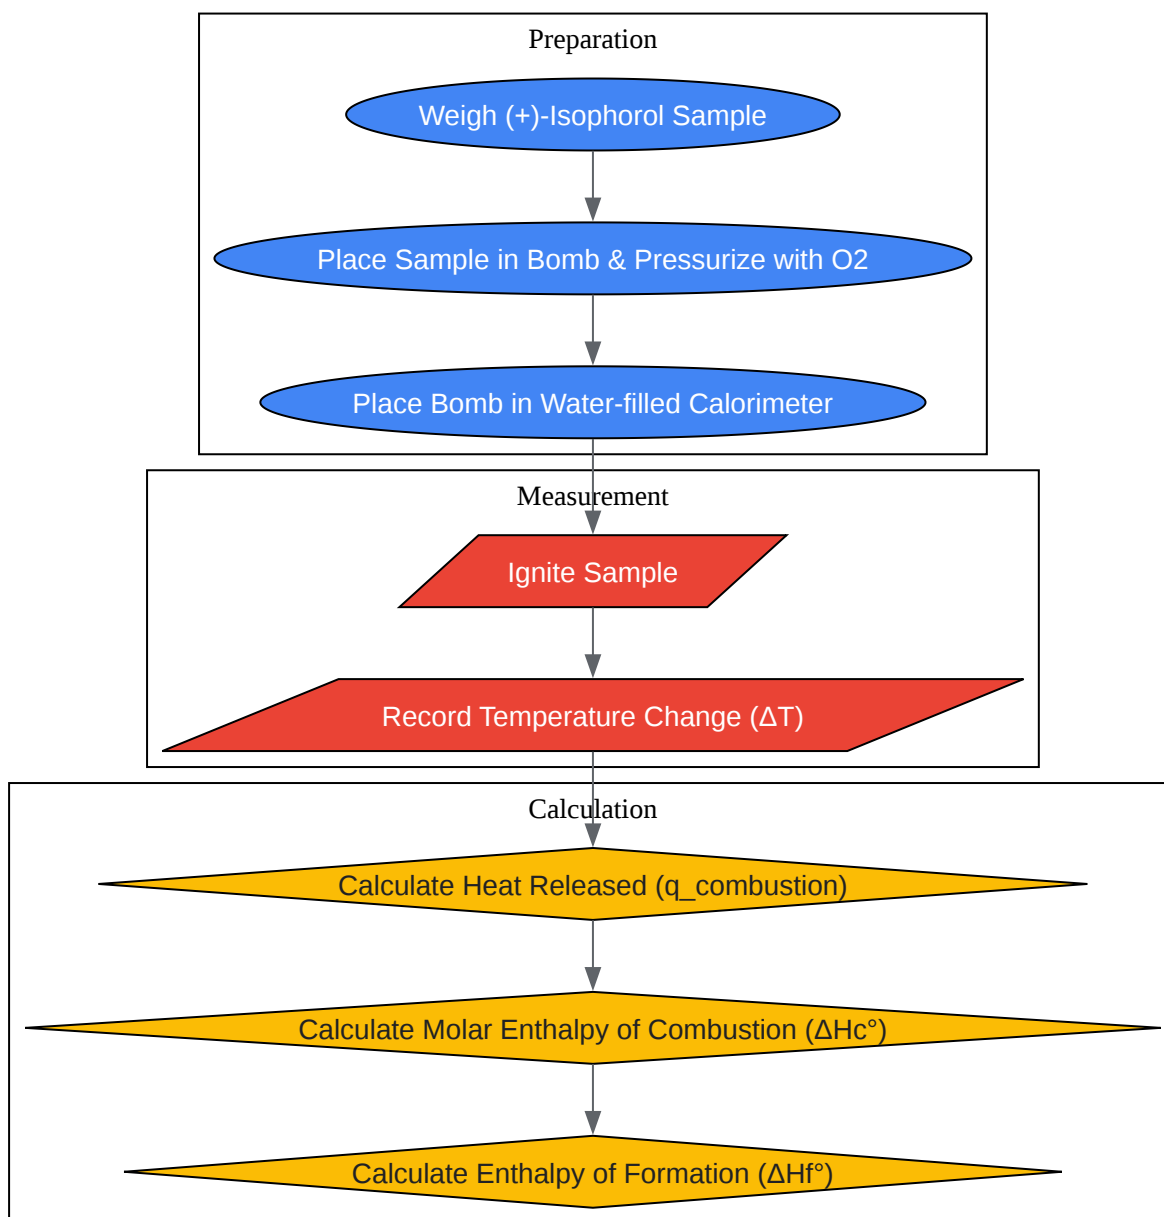 Preparation
Weigh (+)-Isophorol Sample
Place Sample in Bomb & Pressurize with O2
Place Bomb in Water-filled Calorimeter
Measurement
Ignite Sample
Record Temperature Change (ΔT)
Calculation
Calculate Heat Released (q_combustion)
Calculate Molar Enthalpy of Combustion (ΔHc°)
Calculate Enthalpy of Formation (ΔHf°)